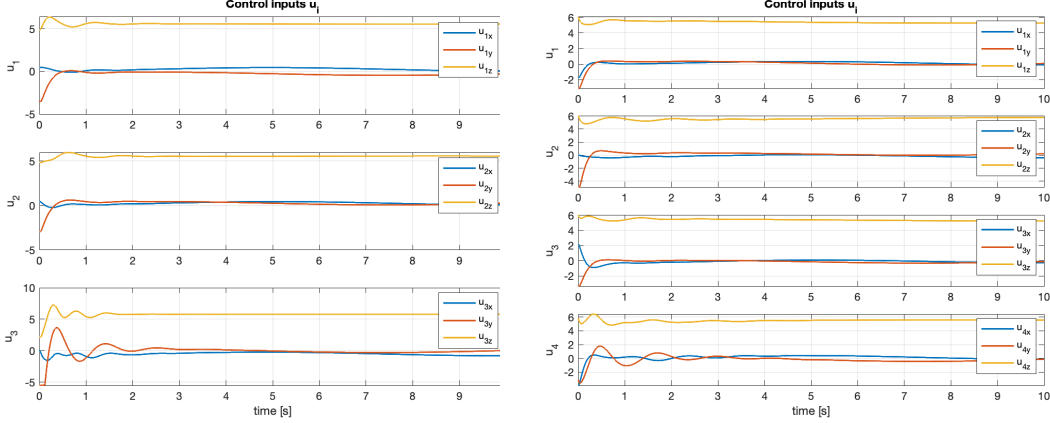 Control inputs u_i
u_1
5
0
-5
0 1 2 3 4 5 6 7 8 9
u_1x
u_1y
u_1z
u_2
5
0
-5
0 1 2 3 4 5 6 7 8 9
u_2x
u_2y
u_2z
u_3
10
5
0
-5
0 1 2 3 4 5 6 7 8 9
u_3x
u_3y
u_3z
time [s]
Control inputs u_i
u_1
6
4
2
0
-2
0 1 2 3 4 5 6 7 8 9 10
u_1x
u_1y
u_1z
u_2
6
4
2
0
-2
-4
0 1 2 3 4 5 6 7 8 9 10
u_2x
u_2y
u_2z
u_3
6
4
2
0
-2
0 1 2 3 4 5 6 7 8 9 10
u_3x
u_3y
u_3z
u_4
6
4
2
0
-2
0 1 2 3 4 5 6 7 8 9 10
u_4x
u_4y
u_4z
time [s]